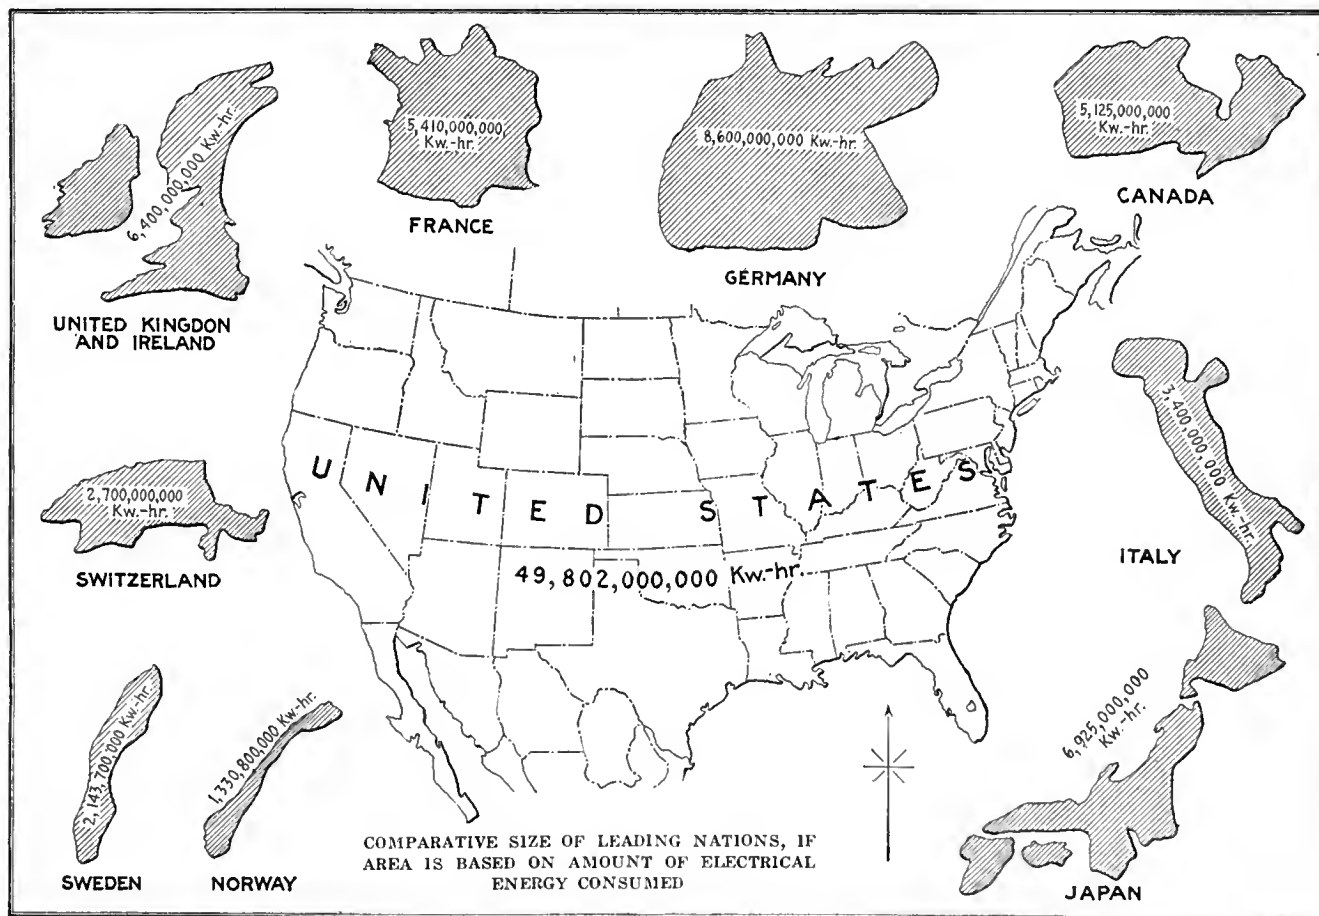 5,410,000,000
Kw.-hr.
FRANCE
8,600,000,000 Kw.-hr.
GERMANY
5,125,000,000
Kw.-hr.
CANADA
6,400,000,000 Kw.-hr.
UNITED KINGDON
AND IRELAND
3,400,000,000 Kw.-hr.
ITALY
2,700,000,000
Kw.-hr.
SWITZERLAND
UNITED STATES
49,802,000,000 Kw.-hr.
2,143,700,000 Kw.-hr.
SWEDEN
1,330,800,000 Kw.-hr.
NORWAY
6,925,000,000
Kw.-hr.
JAPAN
COMPARATIVE SIZE OF LEADING NATIONS, IF
AREA IS BASED ON AMOUNT OF ELECTRICAL
ENERGY CONSUMED